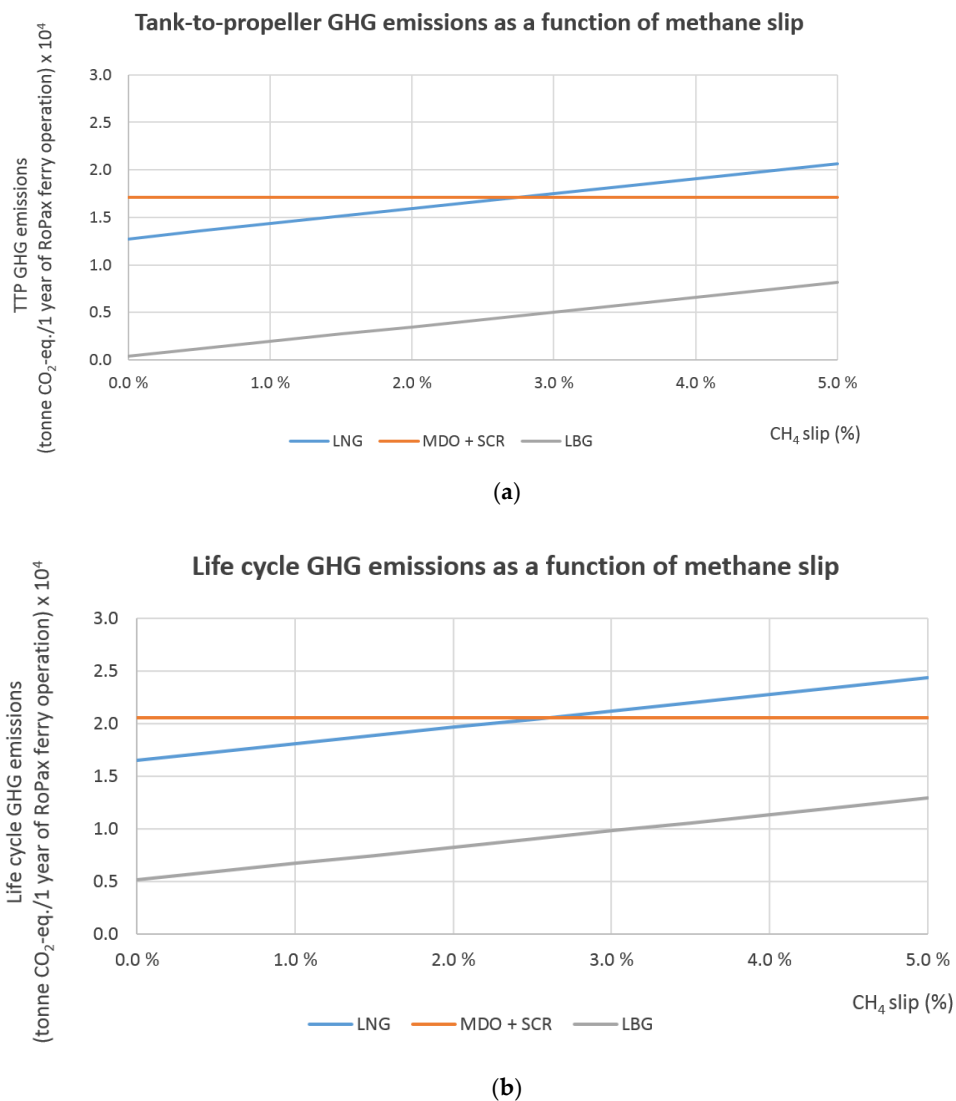 Tank-to-propeller GHG emissions as a function of methane slip
TTP GHG emissions
(tonne CO₂-eq./1 year of RoPax ferry operation) x 10⁴
3.0
2.5
2.0
1.5
1.0
0.5
0.0
0.0 % 1.0 % 2.0 % 3.0 % 4.0 % 5.0 %
CH₄ slip (%)
LNG MDO + SCR LBG
(a)
Life cycle GHG emissions as a function of methane slip
Life cycle GHG emissions
(tonne CO₂-eq./1 year of RoPax ferry operation) x 10⁴
3.0
2.5
2.0
1.5
1.0
0.5
0.0
0.0 % 1.0 % 2.0 % 3.0 % 4.0 % 5.0 %
CH₄ slip (%)
LNG MDO + SCR LBG
(b)